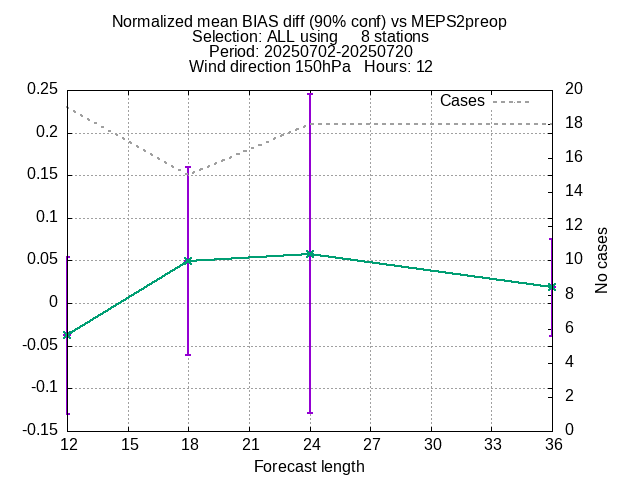 Normalized mean BIAS diff (90% conf) vs MEPS2preop
Selection: ALL using     8 stations
Period: 20250702-20250720
Wind direction 150hPa   Hours: 12
0.25
0.2
0.15
0.1
0.05
0
-0.05
-0.1
-0.15
20
18
16
14
12
10
8
6
4
2
0
Cases
No cases
12 15 18 21 24 27 30 33 36
Forecast length